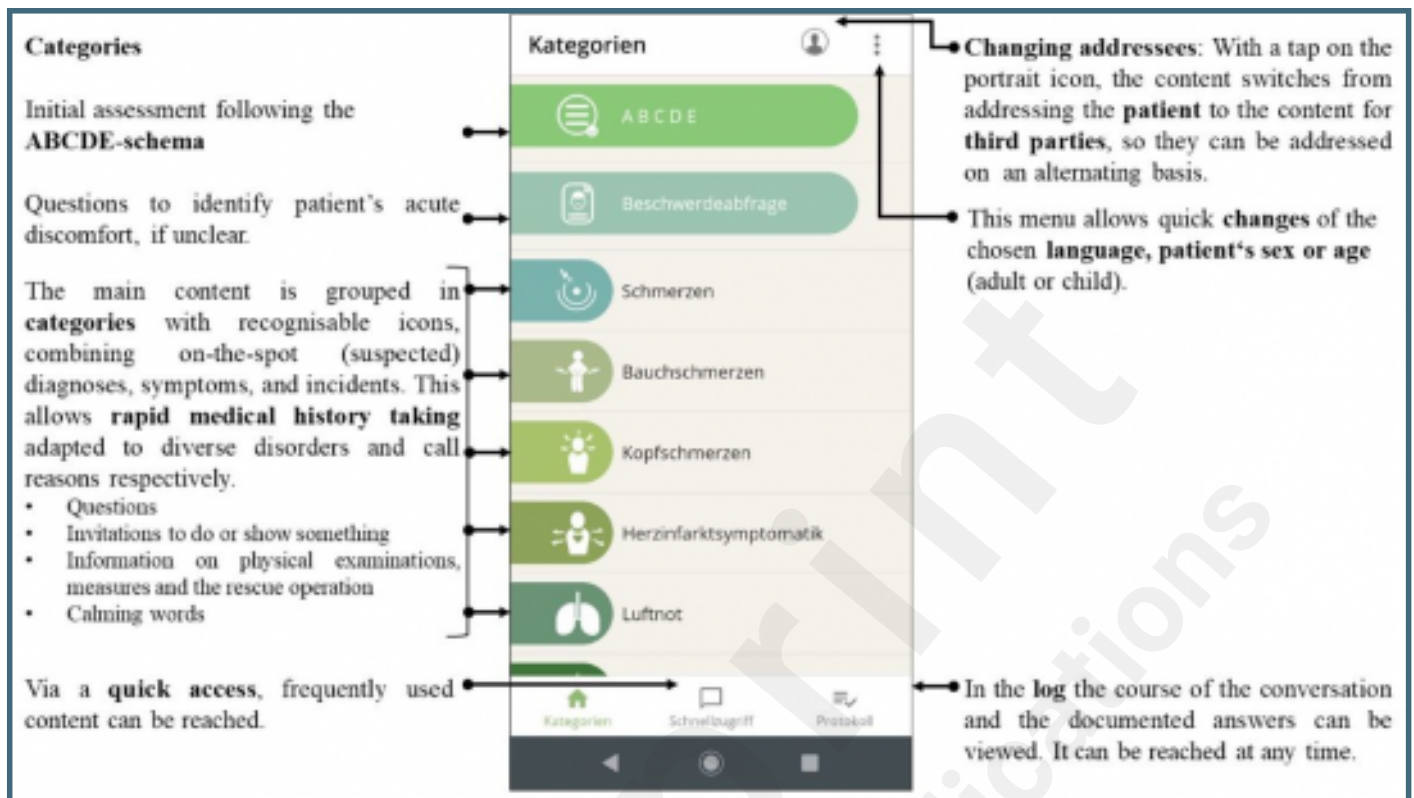 Categories
Initial assessment following the
ABCDE-schema
Questions to identify patient's acute
discomfort, if unclear.
The main content is grouped in
categories with recognisable icons,
combining on-the-spot (suspected)
diagnoses, symptoms, and incidents. This
allows rapid medical history taking
adapted to diverse disorders and call
reasons respectively.
• Questions
• Invitations to do or show something
• Information on physical examinations,
measures and the rescue operation
• Calming words
Via a quick access, frequently used
content can be reached.
Kategorien
A B C D E
Beschwerdeabfrage
Schmerzen
Bauchschmerzen
Kopfschmerzen
Herzinfarktsymptomatik
Luftnot
Kategorien
Schnellzugriff
Protokoll
Changing addressees: With a tap on the
portrait icon, the content switches from
addressing the patient to the content for
third parties, so they can be addressed
on an alternating basis.
This menu allows quick changes of the
chosen language, patient‘s sex or age
(adult or child).
In the log the course of the conversation
and the documented answers can be
viewed. It can be reached at any time.
rint
ications